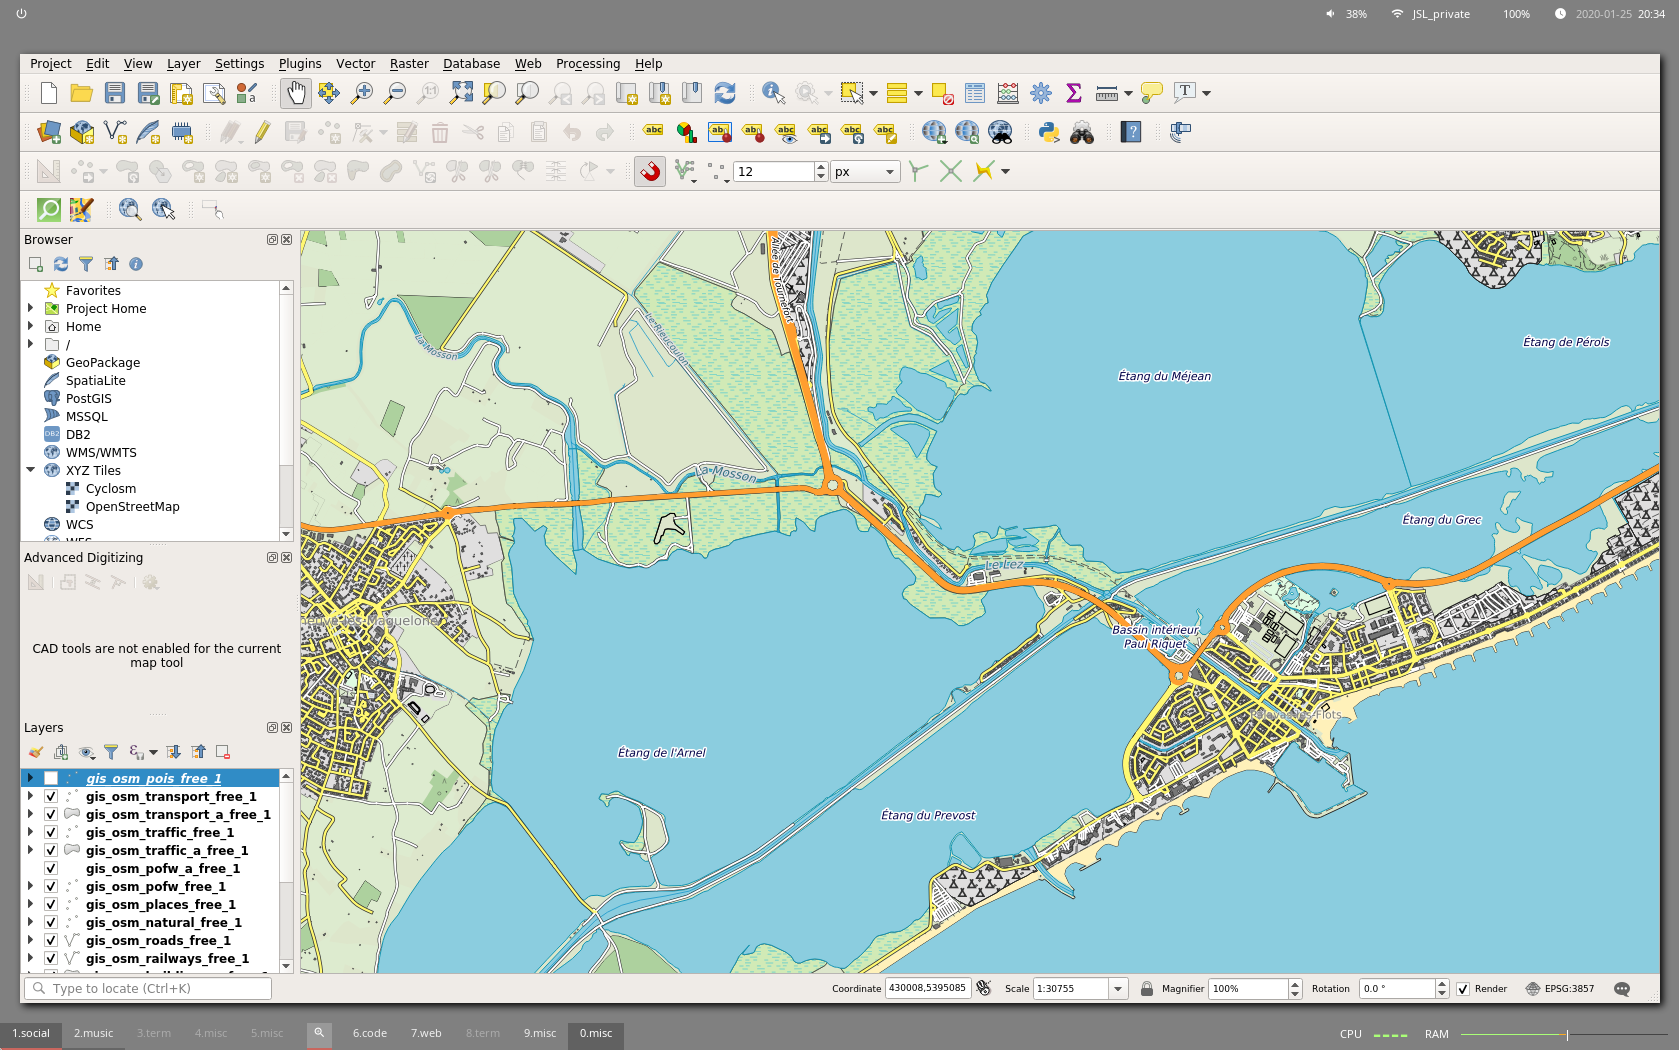 38% JSL_private 100% 2020-01-25 20:34
Project Edit View Layer Settings Plugins Vector Raster Database Web Processing Help
12 px
Browser
Favorites
Project Home
Home
/
GeoPackage
SpatiaLite
PostGIS
MSSQL
DB2
WMS/WMTS
XYZ Tiles
Cyclosm
OpenStreetMap
WCS
Advanced Digitizing
CAD tools are not enabled for the current
map tool
Layers
gis_osm_pois_free_1
gis_osm_transport_free_1
gis_osm_transport_a_free_1
gis_osm_traffic_free_1
gis_osm_traffic_a_free_1
gis_osm_pofw_a_free_1
gis_osm_pofw_free_1
gis_osm_places_free_1
gis_osm_natural_free_1
gis_osm_roads_free_1
gis_osm_railways_free_1
Allée de Tournefort
La Mosson
Le Rieucoulon
Étang de Pérols
Étang du Méjean
La Mosson
Étang du Grec
Le Lez
Bassin intérieur
Paul Riquet
euve-lès-Maguelone
Palavas-les-Flots
Étang de l'Arnel
Étang du Prevost
Type to locate (Ctrl+K) Coordinate 430008,5395085 Scale 1:30755 Magnifier 100% Rotation 0.0 ° Render EPSG:3857
1.social 2.music 3.term 4.misc 5.misc 6.code 7.web 8.term 9.misc 0.misc CPU RAM